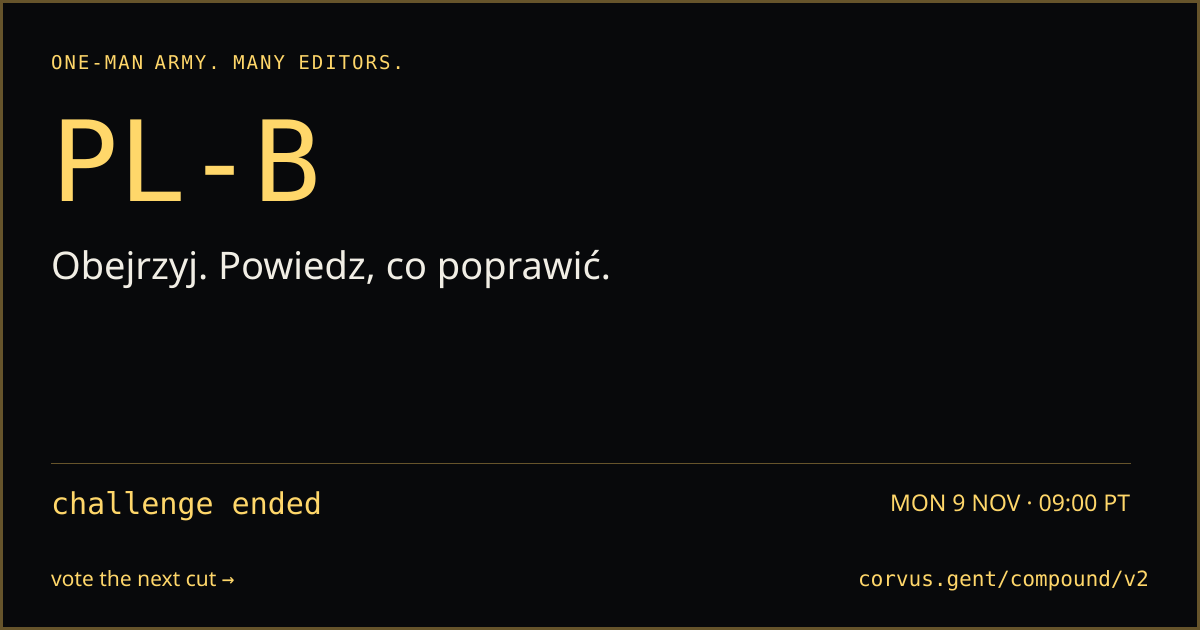 ONE-MAN ARMY. MANY EDITORS.
PL-B
Obejrzyj. Powiedz, co poprawić.
challenge ended
MON 9 NOV · 09:00 PT
vote the next cut →
corvus.gent/compound/v2